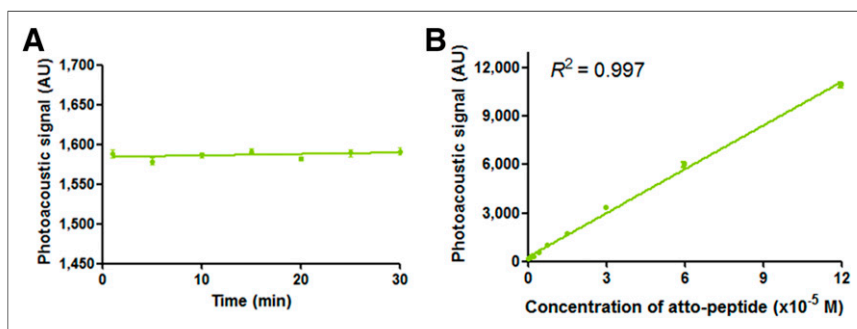 A
Photoacoustic signal (AU)
1,700
1,650
1,600
1,550
1,500
1,450
0
10
20
30
Time (min)
B
Photoacoustic signal (AU)
12,000
9,000
6,000
3,000
0
R² = 0.997
0
3
6
9
12
Concentration of atto-peptide (x10⁻⁵ M)